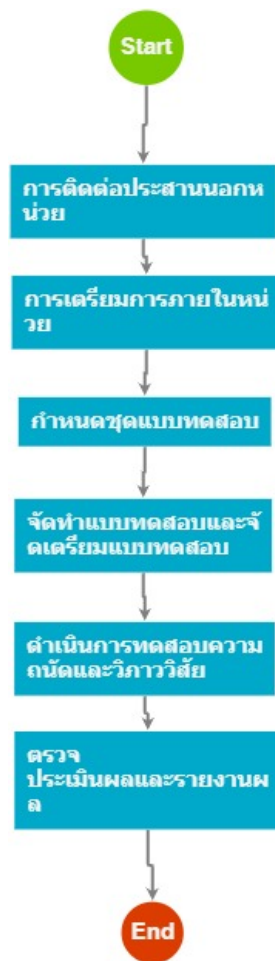 Start
การติดต่อประสานนอกห
น่วย
การเตรียมการภายในหน่
วย
กำหนดชุดแบบทดสอบ
จัดทำแบบทดสอบและจั
ดเตรียมแบบทดสอบ
ดำเนินการทดสอบความ
ถนัดและวิภาววิสัย
ตรวจ
ประเมินผลและรายงานผ
ล
End